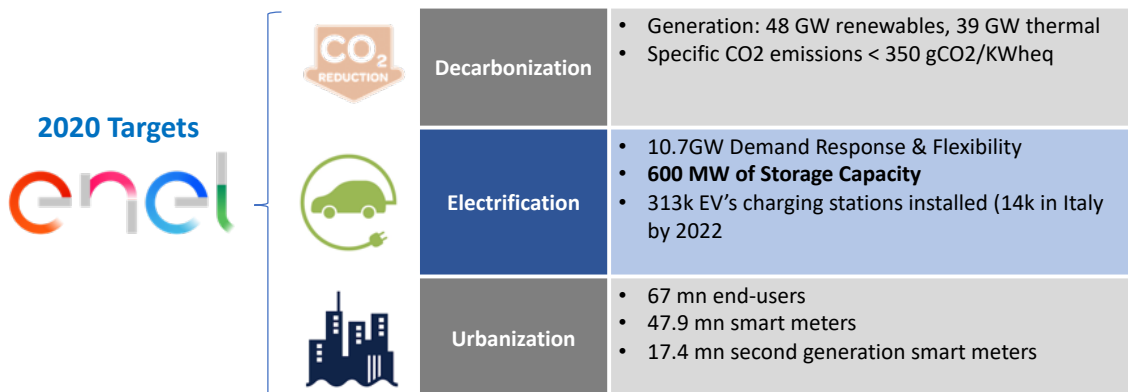 2020 Targets
enel
CO2
REDUCTION
Decarbonization
• Generation: 48 GW renewables, 39 GW thermal
• Specific CO2 emissions < 350 gCO2/KWheq
Electrification
• 10.7GW Demand Response & Flexibility
• 600 MW of Storage Capacity
• 313k EV's charging stations installed (14k in Italy
by 2022
Urbanization
• 67 mn end-users
• 47.9 mn smart meters
• 17.4 mn second generation smart meters